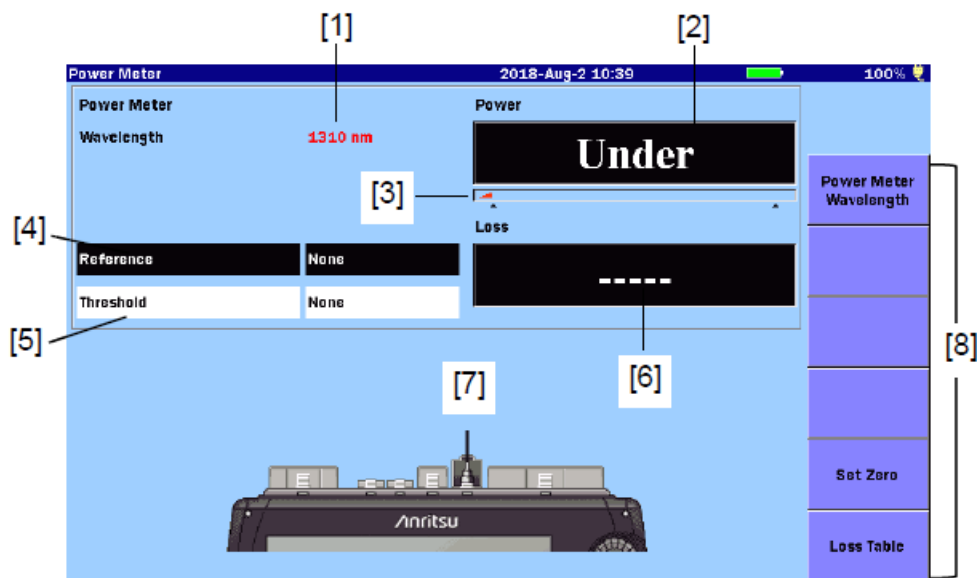 [1]
[2]
Power Meter 2018-Aug-2 10:39 100%
Power Meter
Power
Wavelength 1310 nm
Under
[3]
Power Meter
Wavelength
[4]
Loss
Reference None
-----
Threshold None
[5]
[6]
[7]
[8]
Set Zero
Anritsu
Loss Table